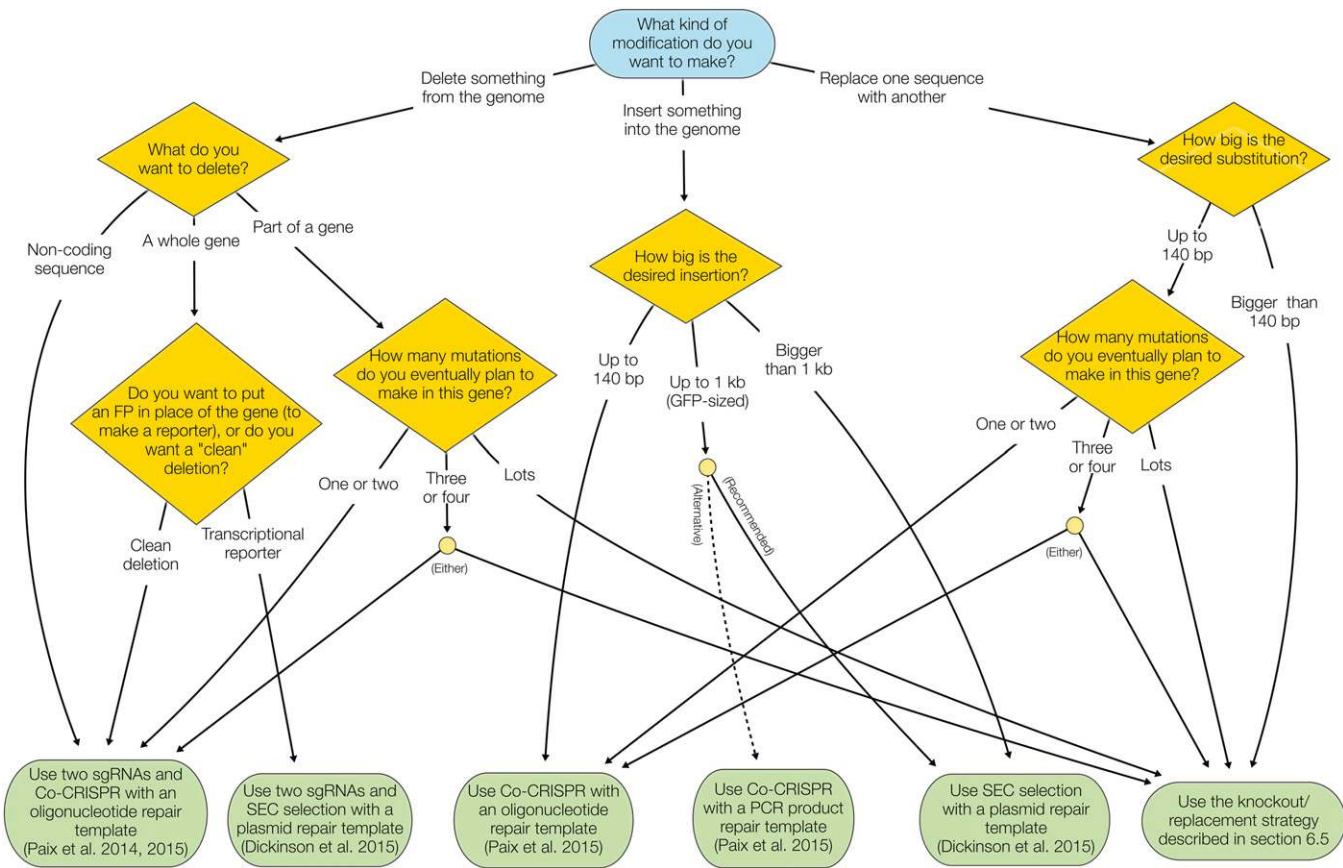 What kind of
modification do you
want to make?
Delete something
from the genome
Insert something
into the genome
Replace one sequence
with another
What do you
want to delete?
How big is the
desired substitution?
Non-coding
sequence
A whole gene
Part of a gene
How big is the
desired insertion?
Up to
140 bp
Bigger than
140 bp
Do you want to put
an FP in place of the gene (to
make a reporter), or do you
want a "clean"
deletion?
How many mutations
do you eventually plan to
make in this gene?
Up to
140 bp
Up to 1 kb
(GFP-sized)
Bigger
than 1 kb
How many mutations
do you eventually plan to
make in this gene?
Clean
deletion
Transcriptional
reporter
One or two
Three
or four
Lots
(Either)
(Alternative)
(Recommended)
One or two
Three
or four
Lots
(Either)
Use two sgRNAs and
Co-CRISPR with an
oligonucleotide repair
template
(Paix et al. 2014, 2015)
Use two sgRNAs and
SEC selection with a
plasmid repair template
(Dickinson et al. 2015)
Use Co-CRISPR with
an oligonucleotide
repair template
(Paix et al. 2015)
Use Co-CRISPR
with a PCR product
repair template
(Paix et al. 2015)
Use SEC selection
with a plasmid repair
template
(Dickinson et al. 2015)
Use the knockout/
replacement strategy
described in section 6.5